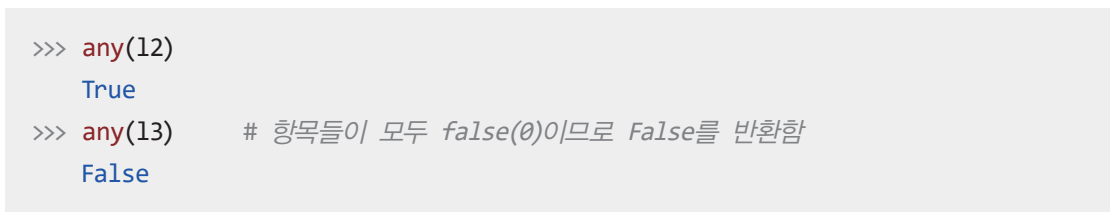 >>> any(l2)
True
>>> any(l3) # 항목들이 모두 false(0)이므로 False를 반환함
False